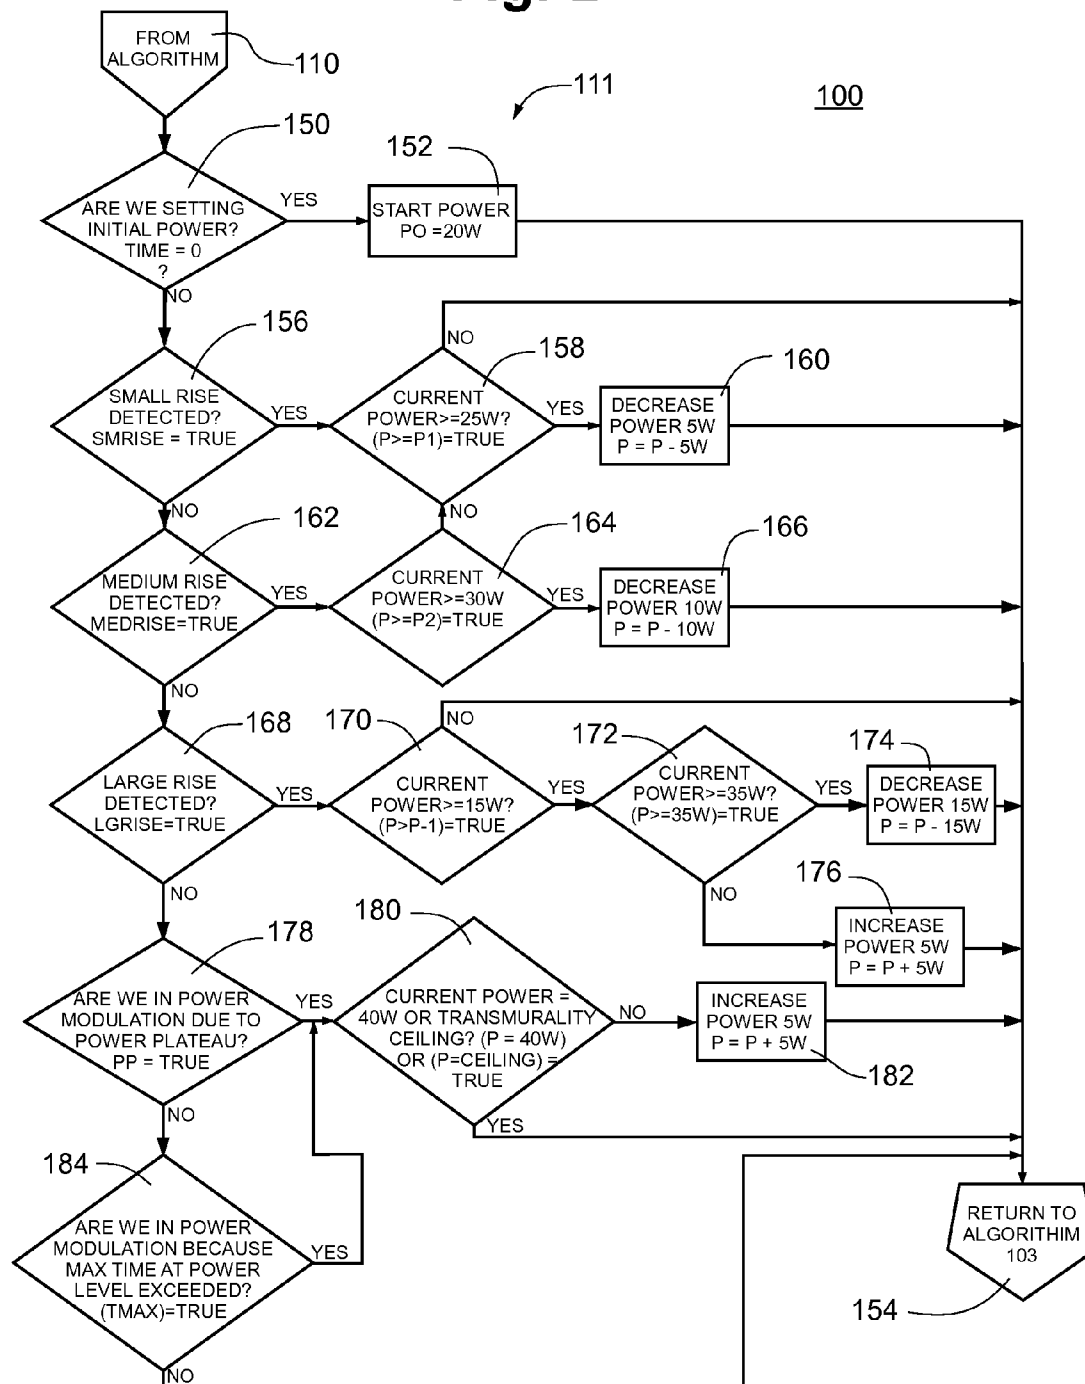 Fig. 2
FROM
ALGORITHM
110
111
100
150
ARE WE SETTING
INITIAL POWER?
TIME = 0
?
YES
152
START POWER
PO =20W
NO
156
SMALL RISE
DETECTED?
SMRISE = TRUE
YES
NO
158
CURRENT
POWER>=25W?
(P>=P1)=TRUE
YES
160
DECREASE
POWER 5W
P = P - 5W
NO
NO
162
MEDIUM RISE
DETECTED?
MEDRISE=TRUE
YES
164
CURRENT
POWER>=30W
(P>=P2)=TRUE
YES
166
DECREASE
POWER 10W
P = P - 10W
NO
168
LARGE RISE
DETECTED?
LGRISE=TRUE
YES
NO
170
CURRENT
POWER>=15W?
(P>P-1)=TRUE
YES
172
CURRENT
POWER>=35W?
(P>=35W)=TRUE
YES
174
DECREASE
POWER 15W
P = P - 15W
NO
176
INCREASE
POWER 5W
P = P + 5W
NO
178
ARE WE IN POWER
MODULATION DUE TO
POWER PLATEAU?
PP = TRUE
YES
180
CURRENT POWER =
40W OR TRANSMURALITY
CEILING? (P = 40W)
OR (P=CEILING) =
TRUE
NO
INCREASE
POWER 5W
P = P + 5W
182
YES
NO
184
ARE WE IN POWER
MODULATION BECAUSE
MAX TIME AT POWER
LEVEL EXCEEDED?
(TMAX)=TRUE
YES
NO
RETURN TO
ALGORITHIM
103
154